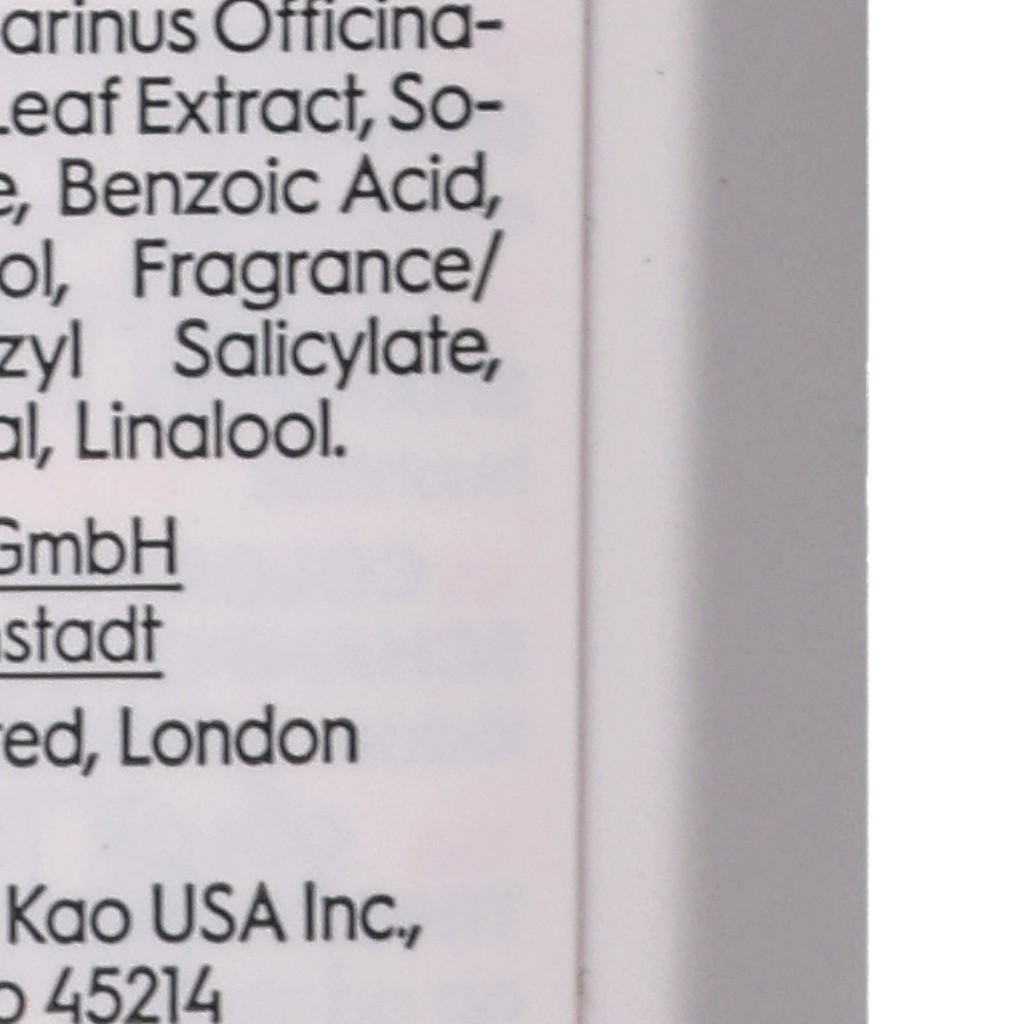 arinus Officina-
Leaf Extract, So-
e, Benzoic Acid,
ol, Fragrance/
zyl Salicylate,
al, Linalool.
GmbH
stadt
ed, London
Kao USA Inc.,
o 45214